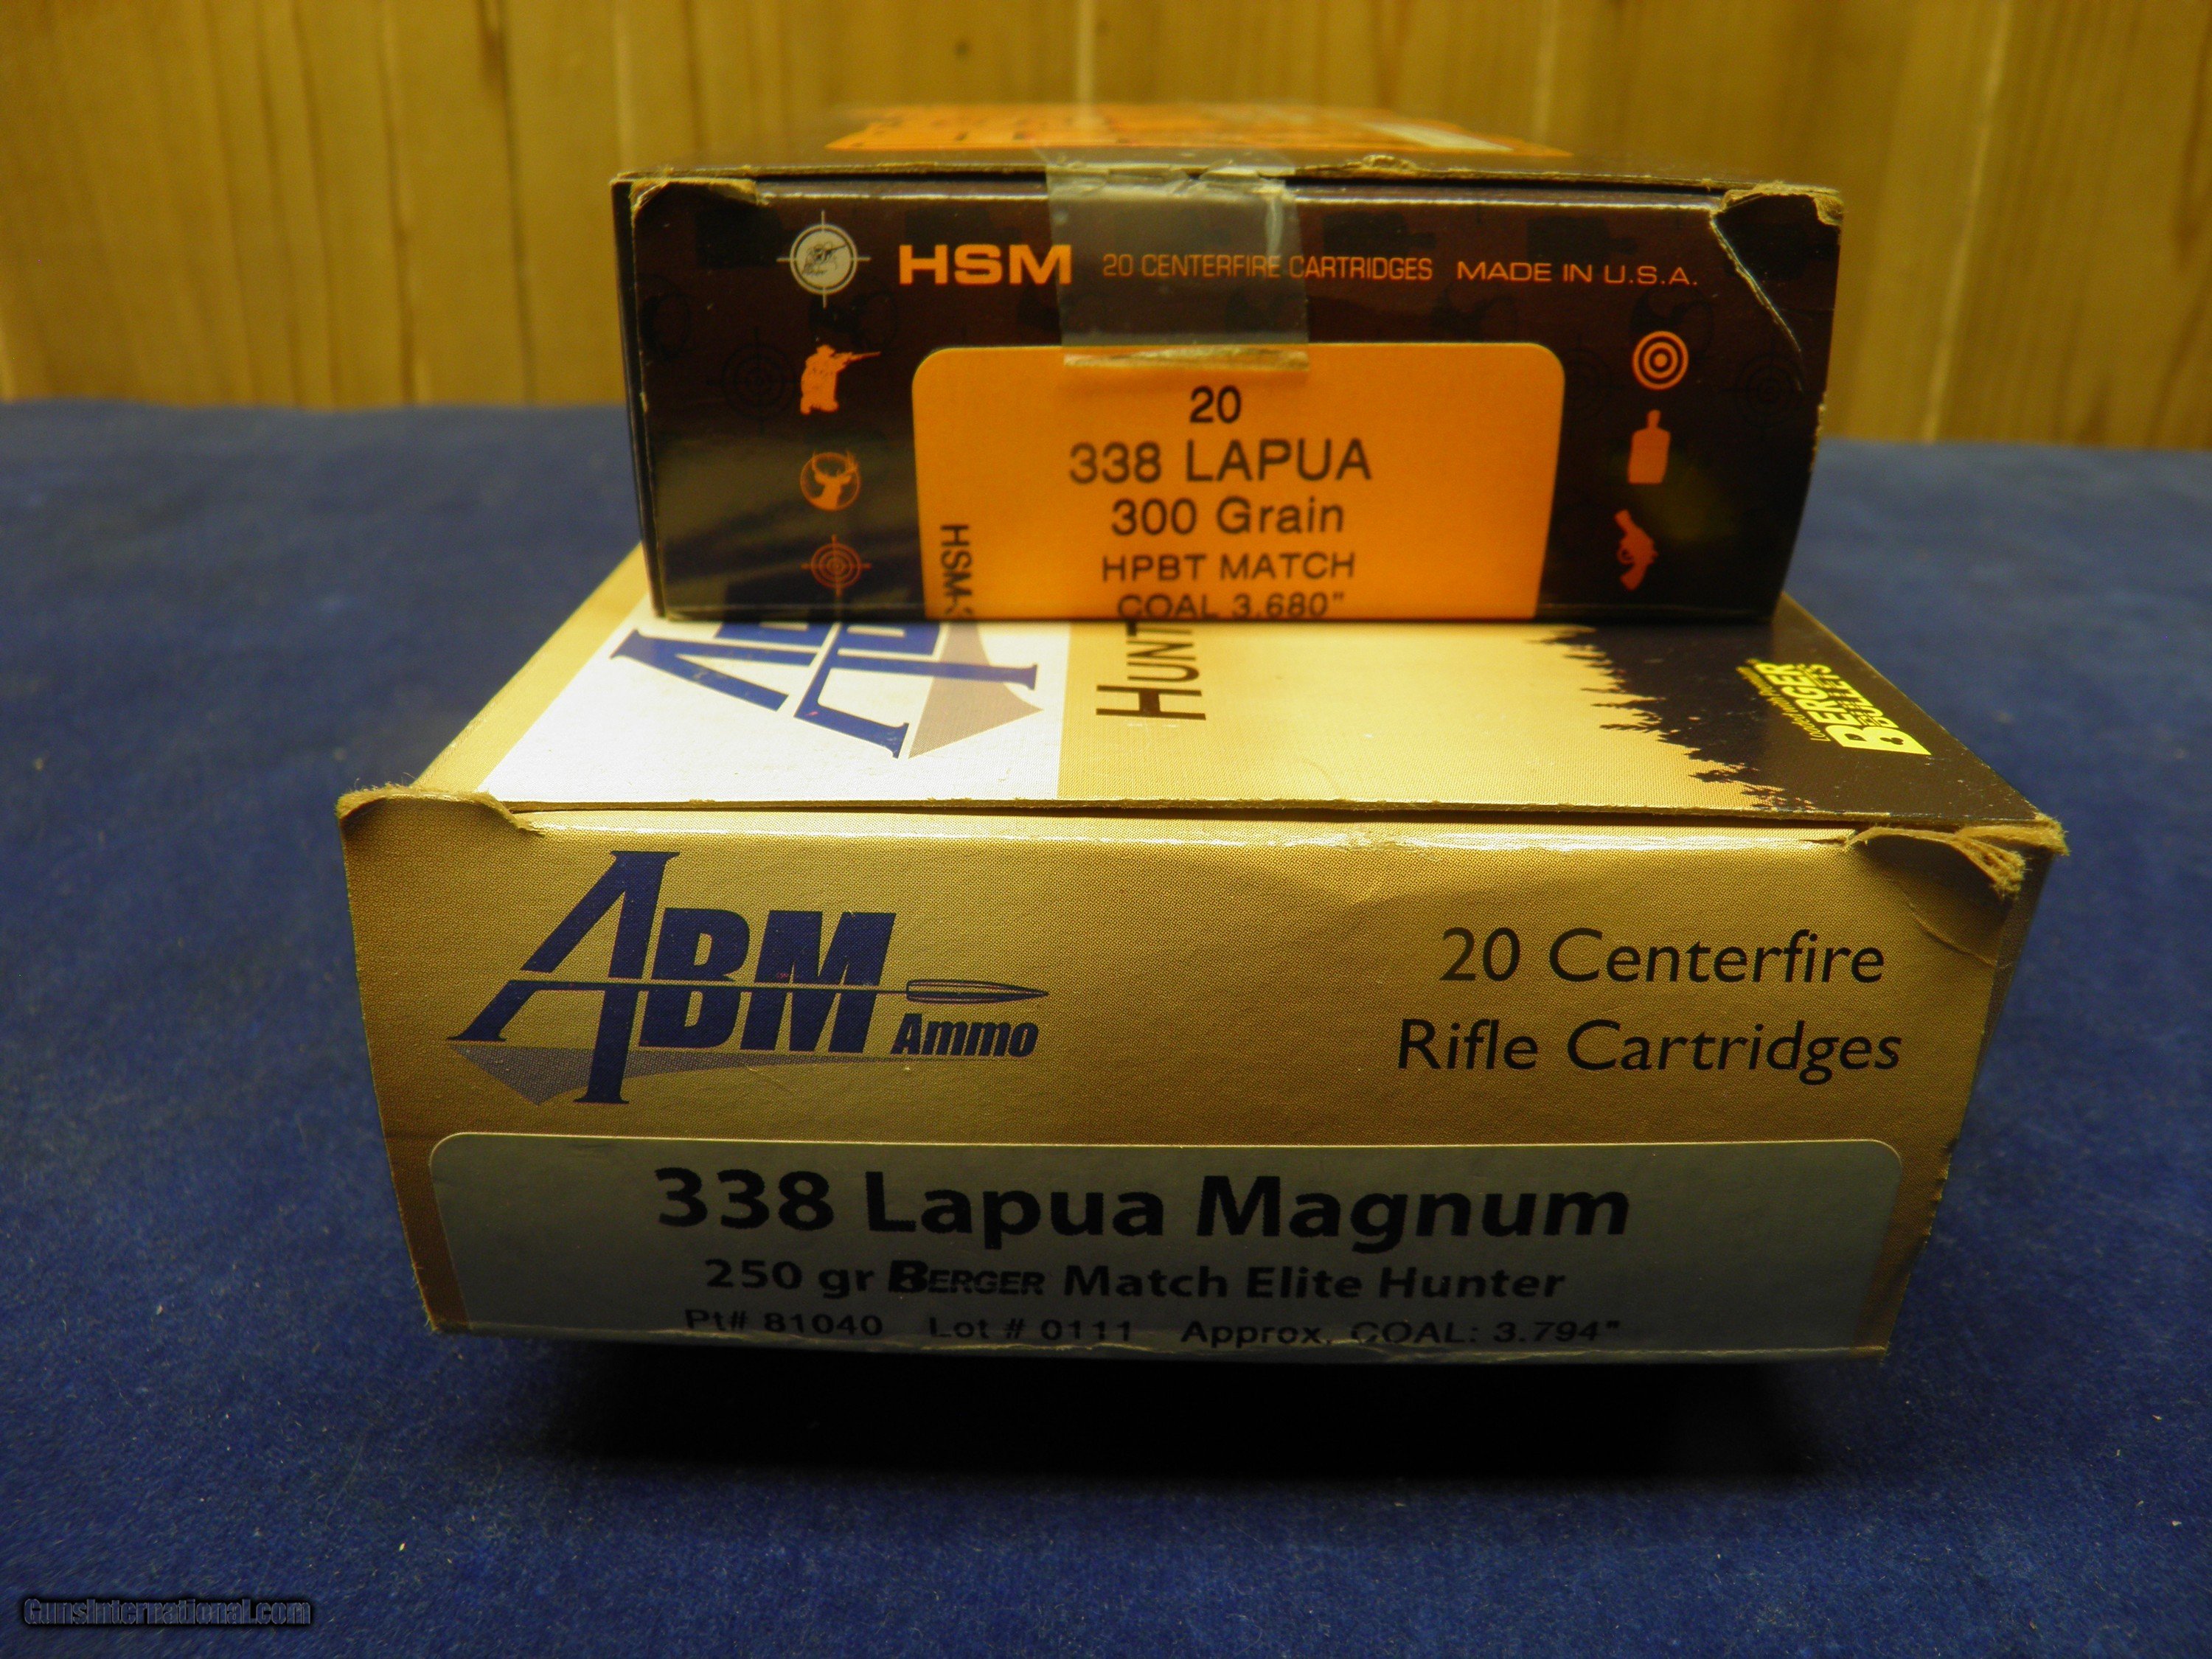 HSM 20 CENTERFIRE CARTRIDGES MADE IN U.S.A.
20
338 LAPUA
300 Grain
HPBT MATCH
COAL 3.680"
HSM-
HUNT
BERGER
BULLETS
ABM
Ammo
20 Centerfire
Rifle Cartridges
338 Lapua Magnum
250 gr BERGER Match Elite Hunter
Pt# 81040 Lot # 0111 Approx. COAL: 3.794"
GunsInternational.com